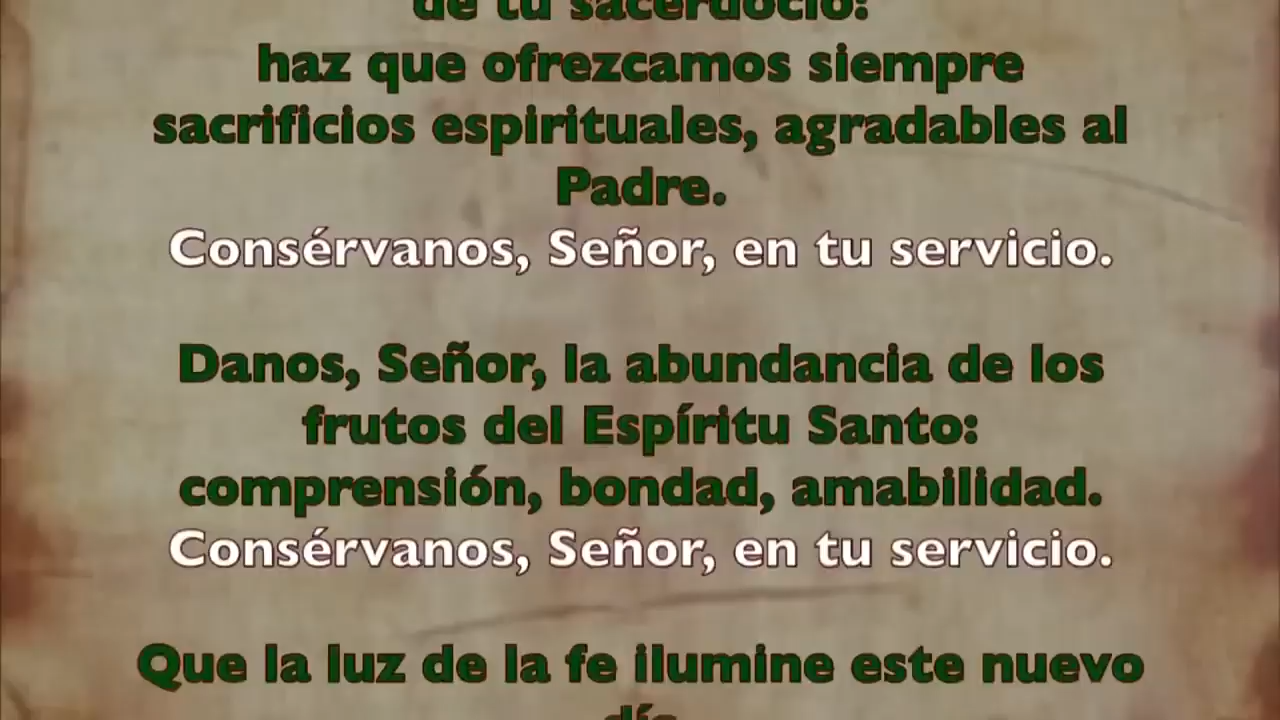 de tu sacerdocio:
haz que ofrezcamos siempre
sacrificios espirituales, agradables al
Padre.
Consérvanos, Señor, en tu servicio.
Danos, Señor, la abundancia de los
frutos del Espíritu Santo:
comprensión, bondad, amabilidad.
Consérvanos, Señor, en tu servicio.
Que la luz de la fe ilumine este nuevo